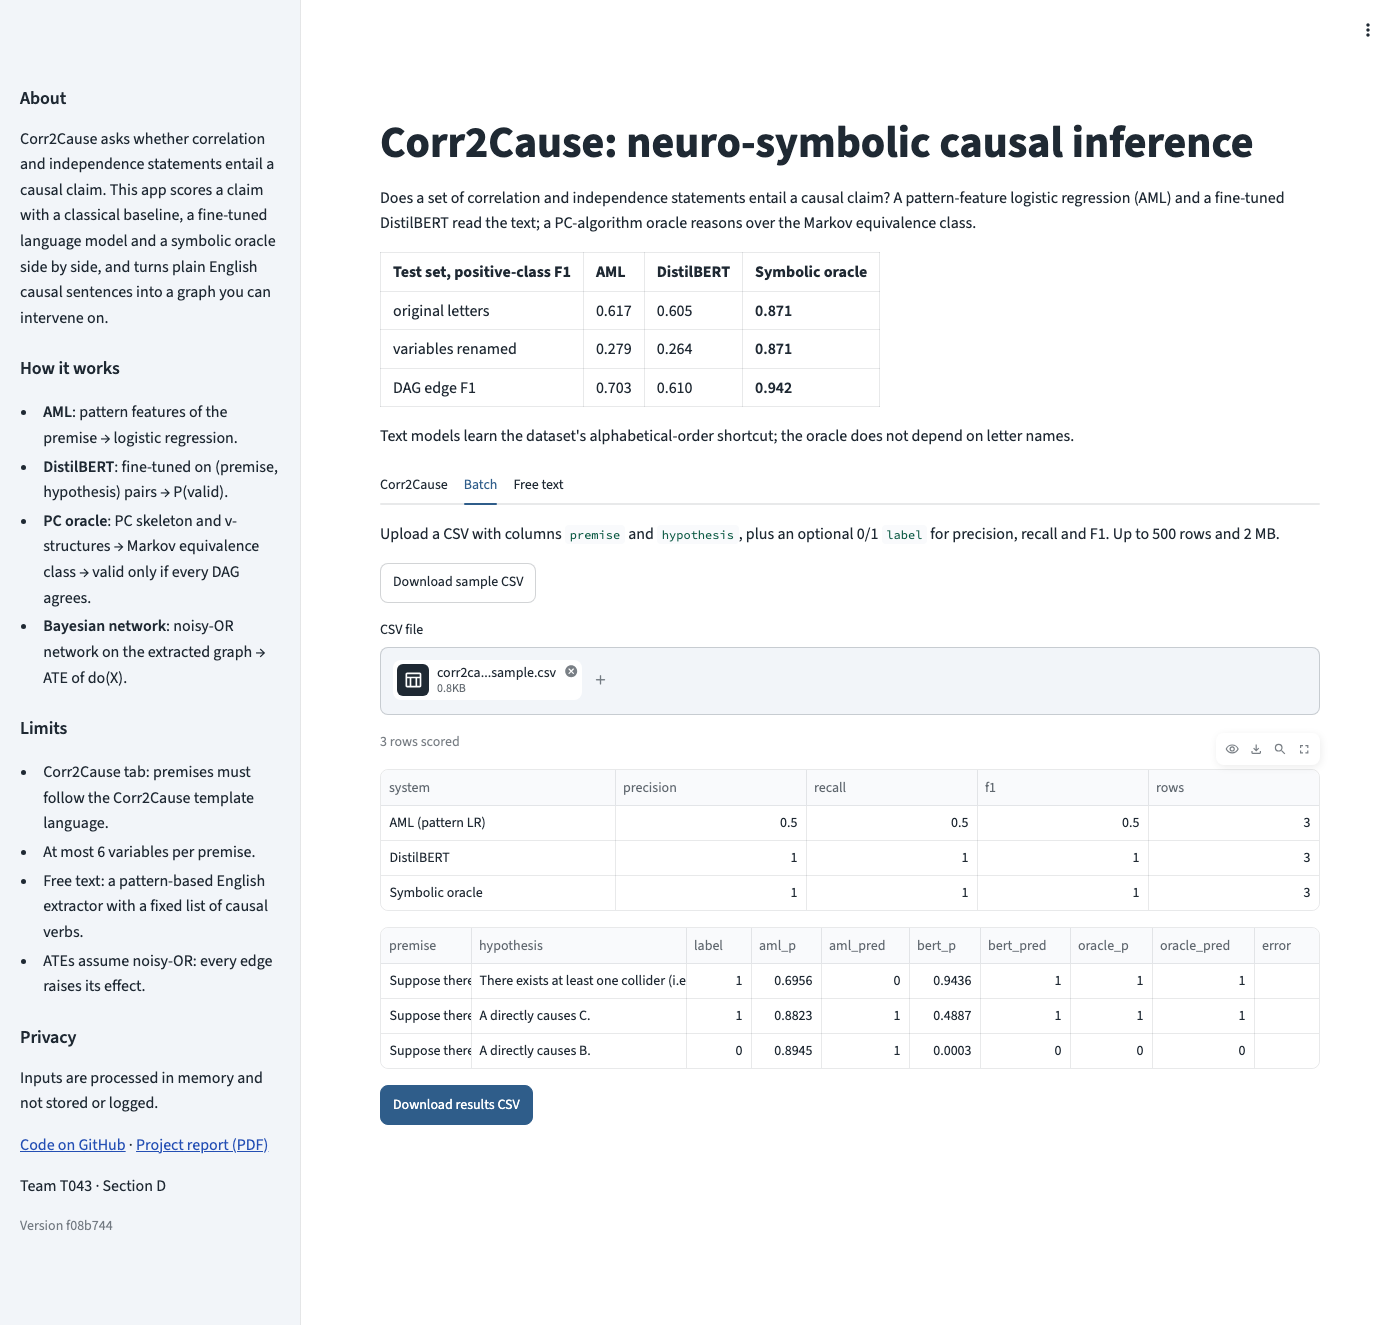 About
Corr2Cause asks whether correlation
and independence statements entail a
causal claim. This app scores a claim
with a classical baseline, a fine-tuned
language model and a symbolic oracle
side by side, and turns plain English
causal sentences into a graph you can
intervene on.
How it works
• AML: pattern features of the
premise → logistic regression.
• DistilBERT: fine-tuned on (premise,
hypothesis) pairs → P(valid).
• PC oracle: PC skeleton and v-
structures → Markov equivalence
class → valid only if every DAG
agrees.
• Bayesian network: noisy-OR
network on the extracted graph →
ATE of do(X).
Limits
• Corr2Cause tab: premises must
follow the Corr2Cause template
language.
• At most 6 variables per premise.
• Free text: a pattern-based English
extractor with a fixed list of causal
verbs.
• ATEs assume noisy-OR: every edge
raises its effect.
Privacy
Inputs are processed in memory and
not stored or logged.
Code on GitHub · Project report (PDF)
Team T043 · Section D
Version f08b744
Corr2Cause: neuro-symbolic causal inference
Does a set of correlation and independence statements entail a causal claim? A pattern-feature logistic regression (AML) and a fine-tuned
DistilBERT read the text; a PC-algorithm oracle reasons over the Markov equivalence class.
Test set, positive-class F1 AML DistilBERT Symbolic oracle
original letters 0.617 0.605 0.871
variables renamed 0.279 0.264 0.871
DAG edge F1 0.703 0.610 0.942
Text models learn the dataset's alphabetical-order shortcut; the oracle does not depend on letter names.
Corr2Cause Batch Free text
Upload a CSV with columns premise and hypothesis, plus an optional 0/1 label for precision, recall and F1. Up to 500 rows and 2 MB.
Download sample CSV
CSV file
corr2ca...sample.csv
0.8KB
3 rows scored
system precision recall f1 rows
AML (pattern LR) 0.5 0.5 0.5 3
DistilBERT 1 1 1 3
Symbolic oracle 1 1 1 3
premise hypothesis label aml_p aml_pred bert_p bert_pred oracle_p oracle_pred error
Suppose there There exists at least one collider (i.e 1 0.6956 0 0.9436 1 1 1
Suppose there A directly causes C. 1 0.8823 1 0.4887 1 1 1
Suppose there A directly causes B. 0 0.8945 1 0.0003 0 0 0
Download results CSV